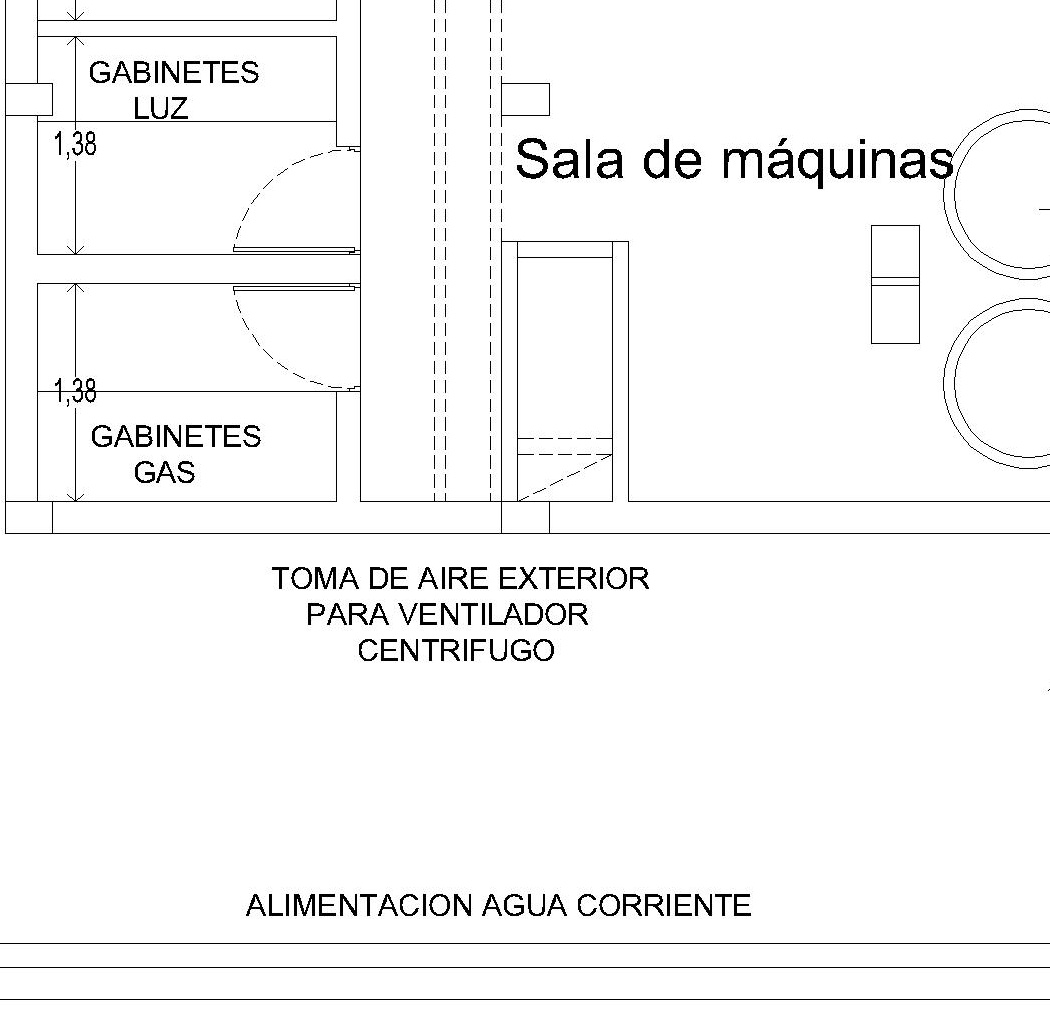 GABINETES
LUZ
1,38
Sala de máquinas
1,38
GABINETES
GAS
TOMA DE AIRE EXTERIOR
PARA VENTILADOR
CENTRIFUGO
ALIMENTACION AGUA CORRIENTE